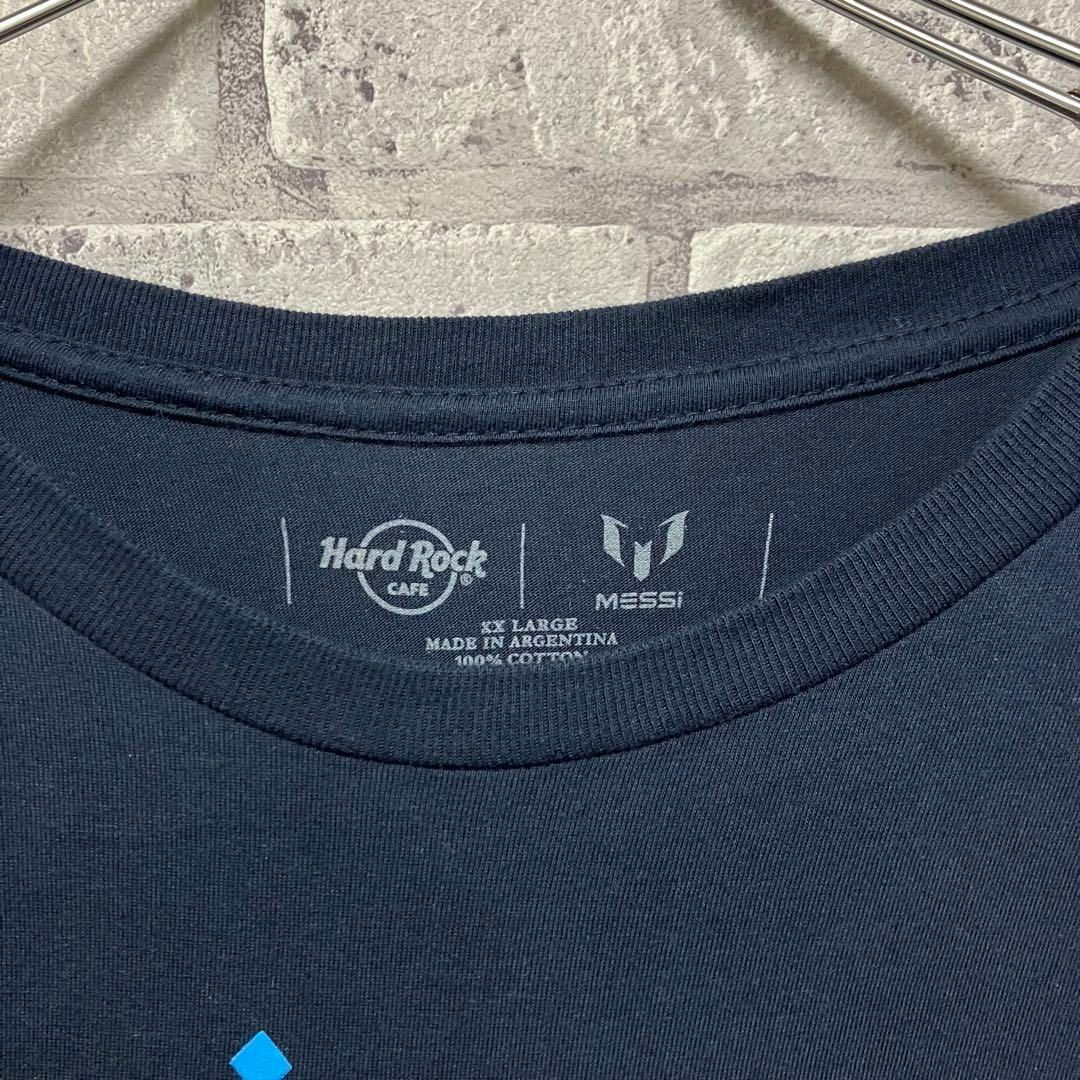 Hard Rock®
CAFE
MESSi
XX LARGE
MADE IN ARGENTINA
100% COTTON